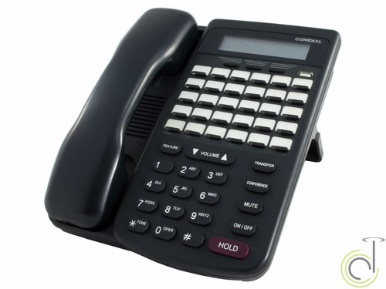 COMDIAL
FEATURE
▼ VOLUME ▲
TRANSFER
1
2 ABC
3 DEF
CONFERENCE
4 GHI
5 JKL
6 MNO
MUTE
7 PQRS
8 TUV
9 WXYZ
ON / OFF
* TONE
0 OPER
#
HOLD